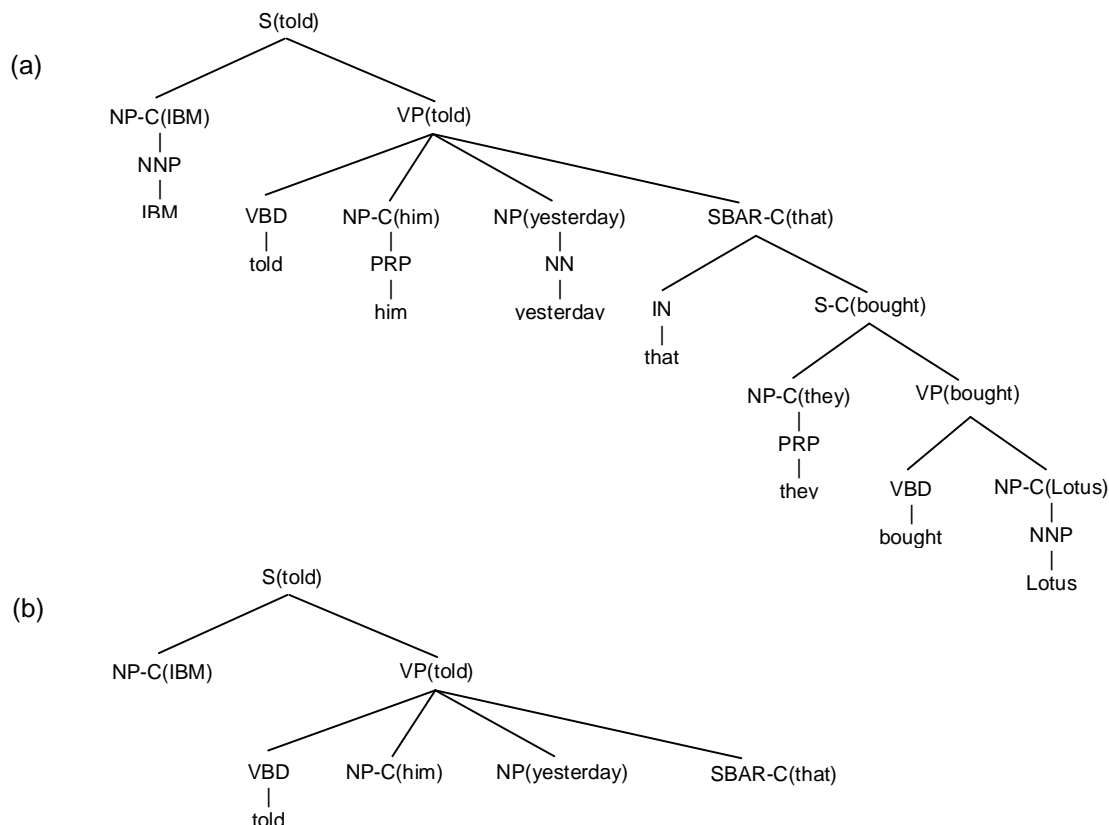 S(told)
(a)
NP-C(IBM) VP(told)
NNP
IBM VBD NP-C(him) NP(yesterday) SBAR-C(that)
told PRP NN
him yesterday IN S-C(bought)
that
NP-C(they) VP(bought)
PRP
they VBD NP-C(Lotus)
bought NNP
Lotus
S(told)
(b)
NP-C(IBM) VP(told)
VBD NP-C(him) NP(yesterday) SBAR-C(that)
told